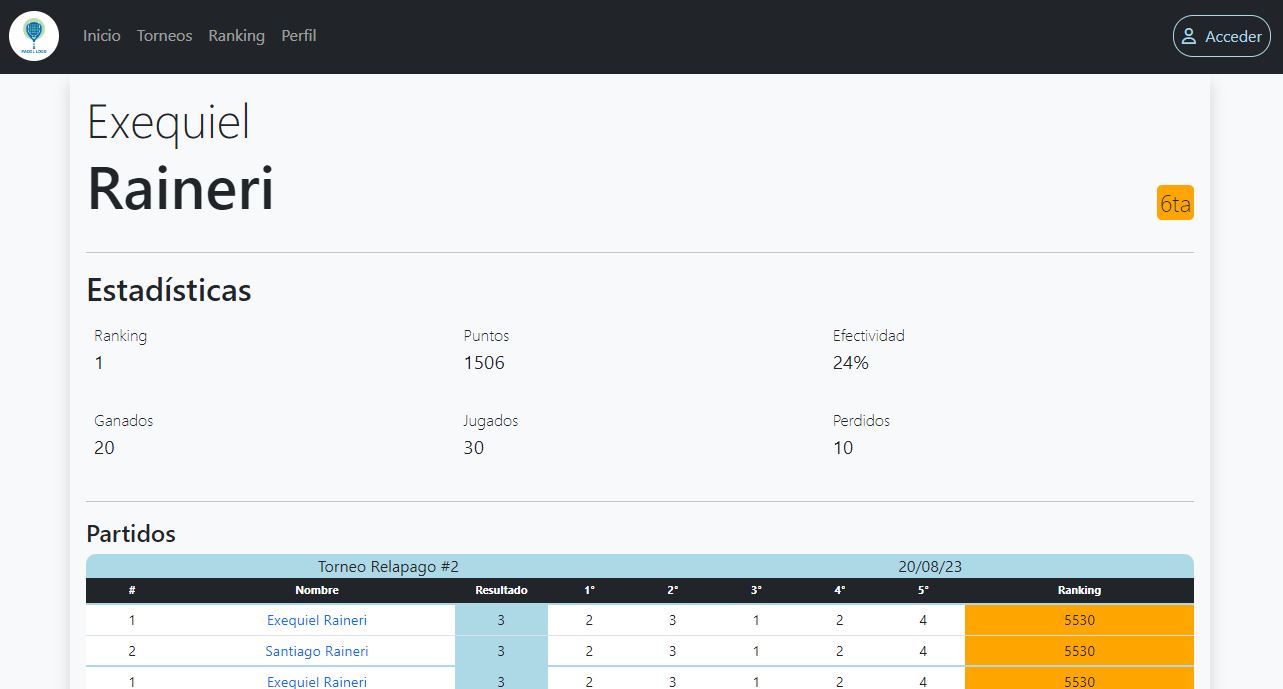 PADEL LOGO
Inicio Torneos Ranking Perfil
Acceder
Exequiel
Raineri
6ta
Estadísticas
Ranking Puntos Efectividad
1 1506 24%
Ganados Jugados Perdidos
20 30 10
Partidos
Torneo Relapago #2 20/08/23
# Nombre Resultado 1° 2° 3° 4° 5° Ranking
1 Exequiel Raineri 3 2 3 1 2 4 5530
2 Santiago Raineri 3 2 3 1 2 4 5530
1 Exequiel Raineri 3 2 3 1 2 4 5530